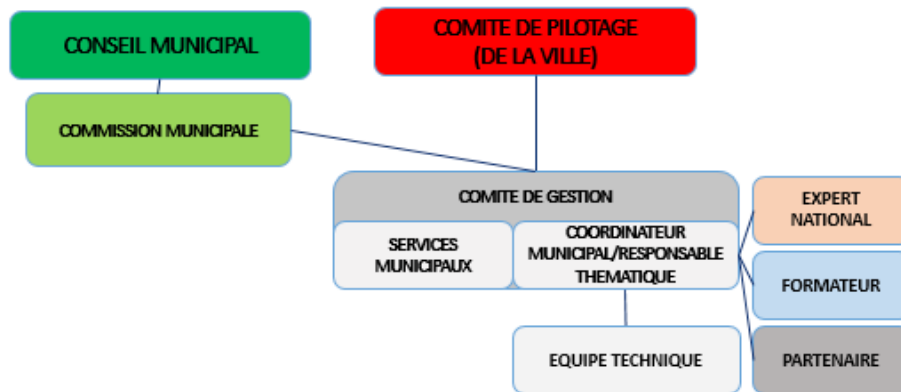 CONSEIL MUNICIPAL
COMITE DE PILOTAGE
(DE LA VILLE)
COMMISSION MUNICIPALE
COMITE DE GESTION
SERVICES
MUNICIPAUX
COORDINATEUR
MUNICIPAL/RESPONSABLE
THEMATIQUE
EXPERT
NATIONAL
FORMATEUR
EQUIPE TECHNIQUE
PARTENAIRE